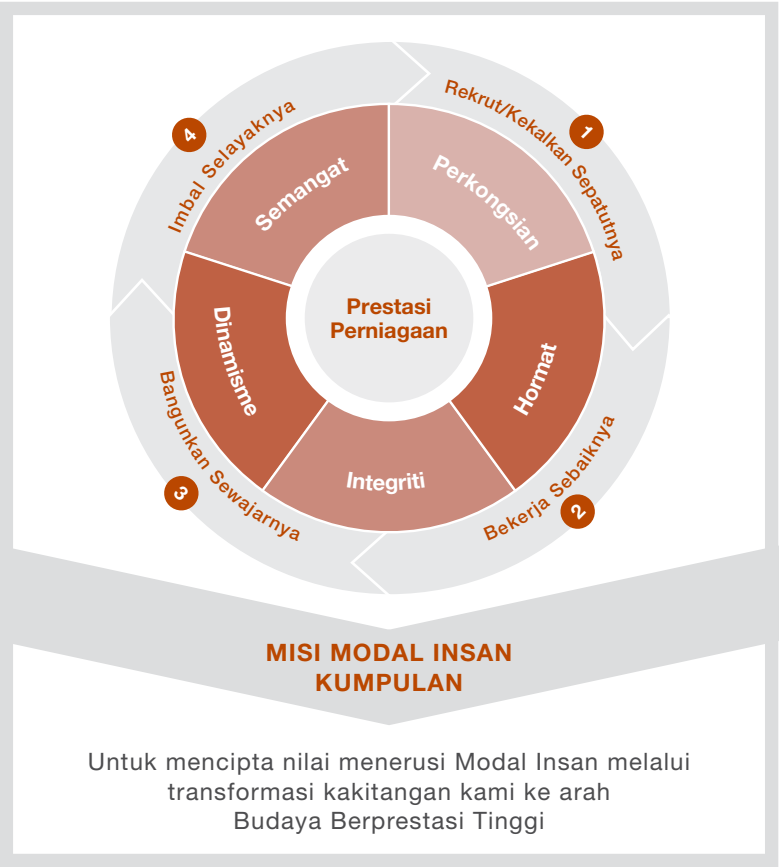 1
Rekrut/Kekalkan Sepatutnya
2
Bekerja Sebaiknya
3
Bangunkan Sewajarnya
4
Imbal Selayaknya
Perkongsian
Hormat
Integriti
Dinamisme
Semangat
Prestasi
Perniagaan
MISI MODAL INSAN
KUMPULAN
Untuk mencipta nilai menerusi Modal Insan melalui
transformasi kakitangan kami ke arah
Budaya Berprestasi Tinggi